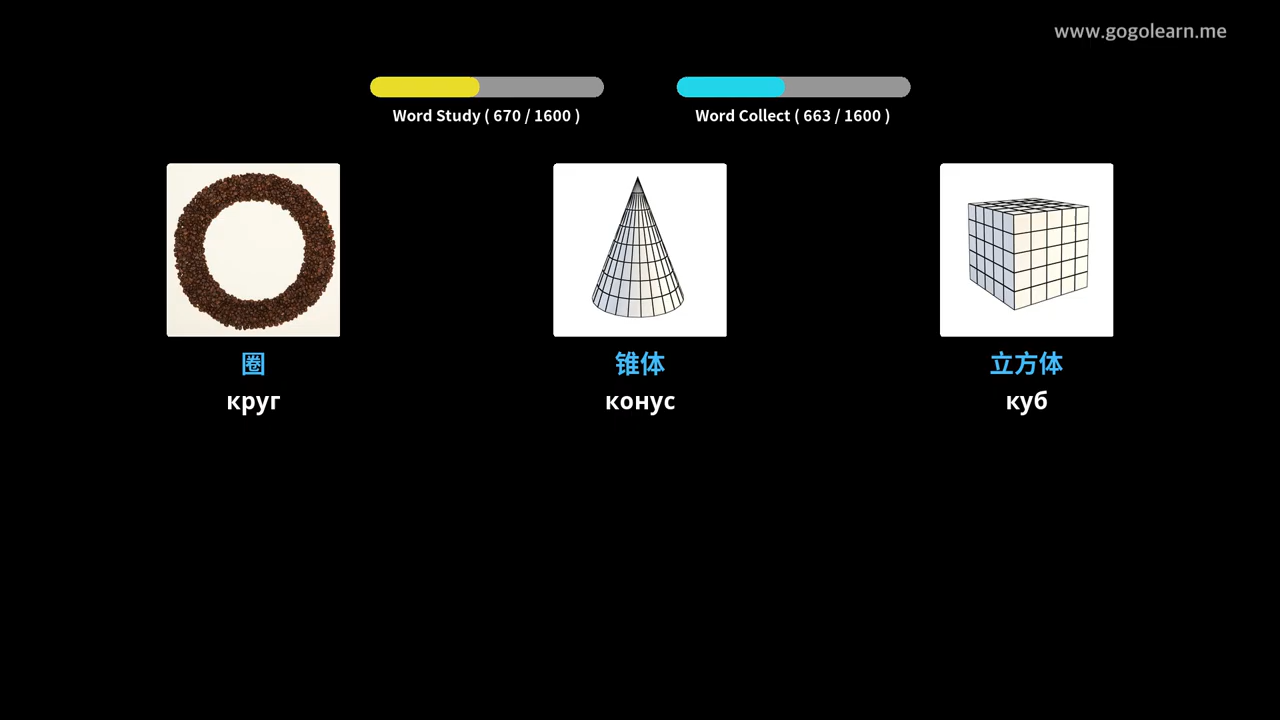 www.gogolearn.me
Word Study ( 670 / 1600 )
Word Collect ( 663 / 1600 )
圈
锥体
立方体
круг
конус
куб